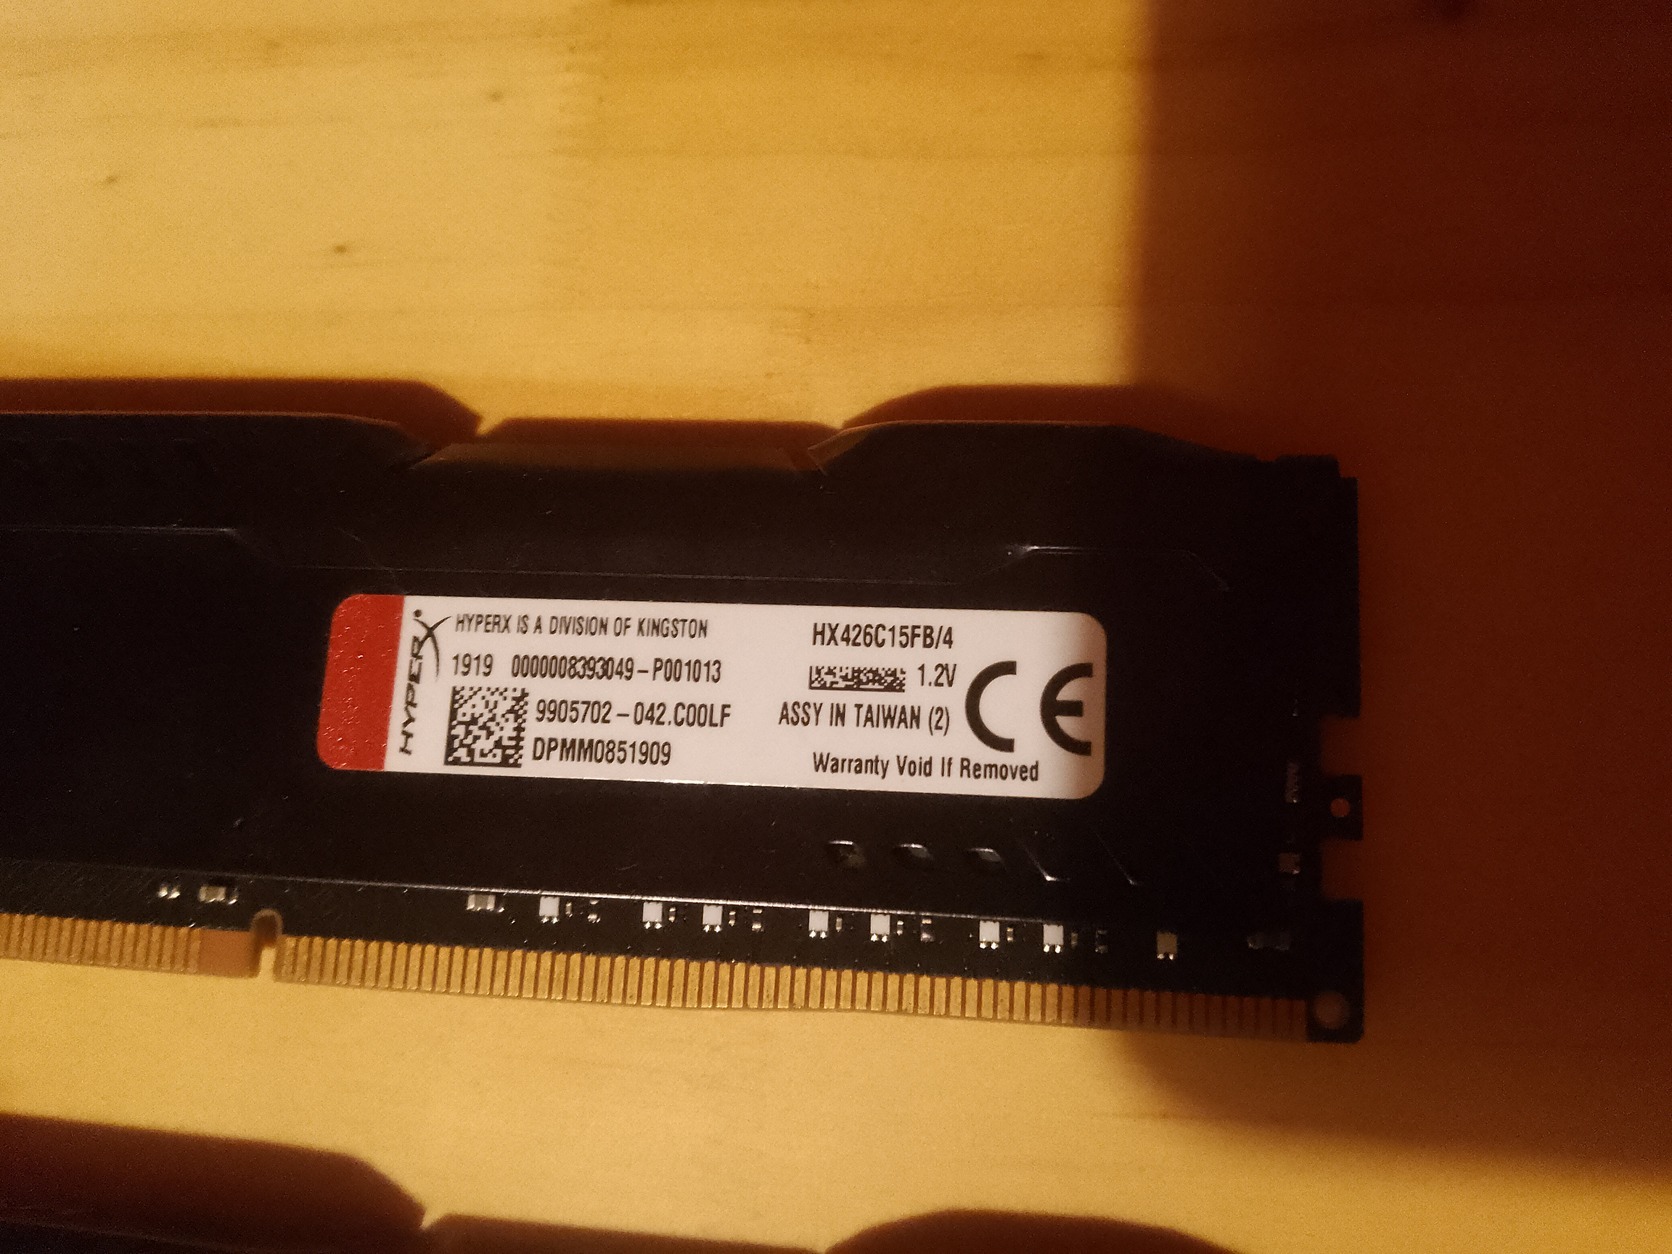 HYPERX
HYPERX IS A DIVISION OF KINGSTON
1919 0000008393049-P001013
9905702-042.C00LF
DPMM0851909
HX426C15FB/4
1.2V
ASSY IN TAIWAN (2)
CE
Warranty Void If Removed